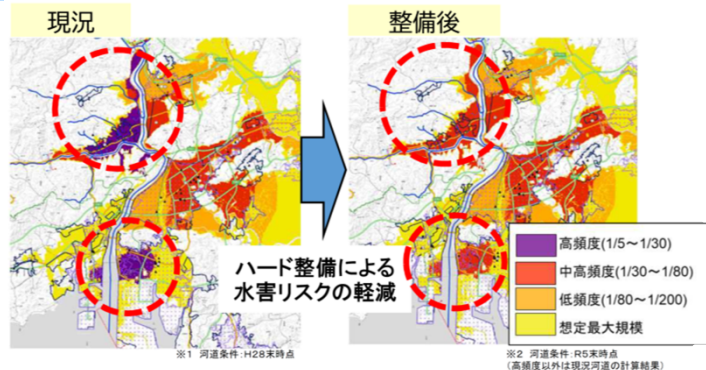 現況
整備後
ハード整備による
水害リスクの軽減
高頻度(1/5～1/30)
中高頻度(1/30～1/80)
低頻度(1/80～1/200)
想定最大規模
※1 河道条件:H28末時点
※2 河道条件:R5末時点
(高頻度以外は現況河道の計算結果)